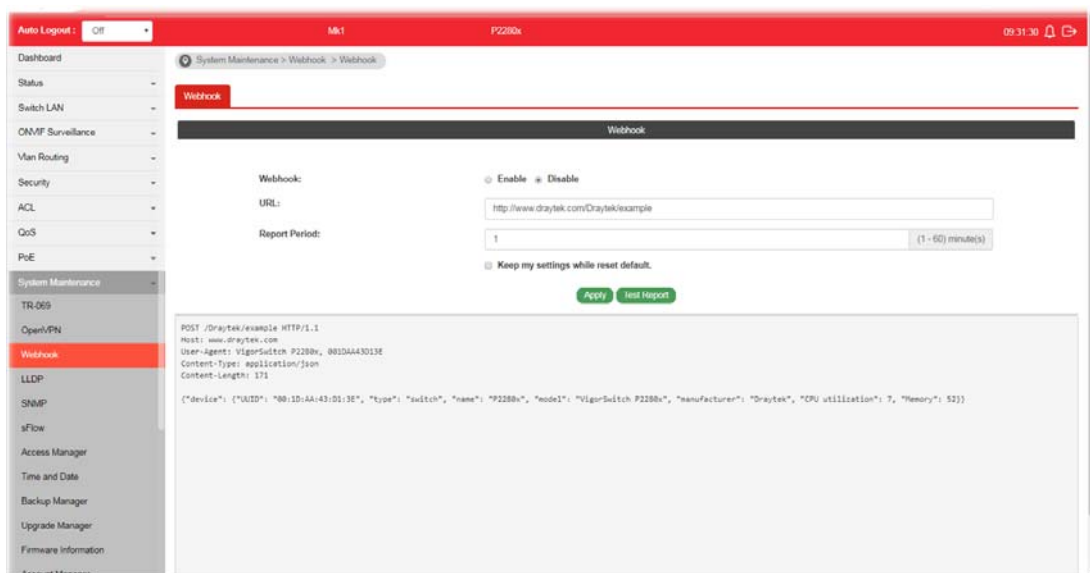 Auto Logout : Off Mk1 P2280x 09:31:30
Dashboard
Status
Switch LAN
ONVIF Surveillance
Vlan Routing
Security
ACL
QoS
PoE
System Maintenance
TR-069
OpenVPN
Webhook
LLDP
SNMP
sFlow
Access Manager
Time and Date
Backup Manager
Upgrade Manager
Firmware Information
Account Manager
System Maintenance > Webhook > Webhook
Webhook
Webhook
Webhook: Enable Disable
URL: http://www.draytek.com/Draytek/example
Report Period: 1 (1 - 60) minute(s)
Keep my settings while reset default.
Apply Test Report
POST /Draytek/example HTTP/1.1
Host: www.draytek.com
User-Agent: VigorSwitch P2280x, 001DAA43D13E
Content-Type: application/json
Content-Length: 171
{"device": {"UUID": "00:1D:AA:43:D1:3E", "type": "switch", "name": "P2280x", "model": "VigorSwitch P2280x", "manufacturer": "Draytek", "CPU utilization": 7, "Memory": 52}}